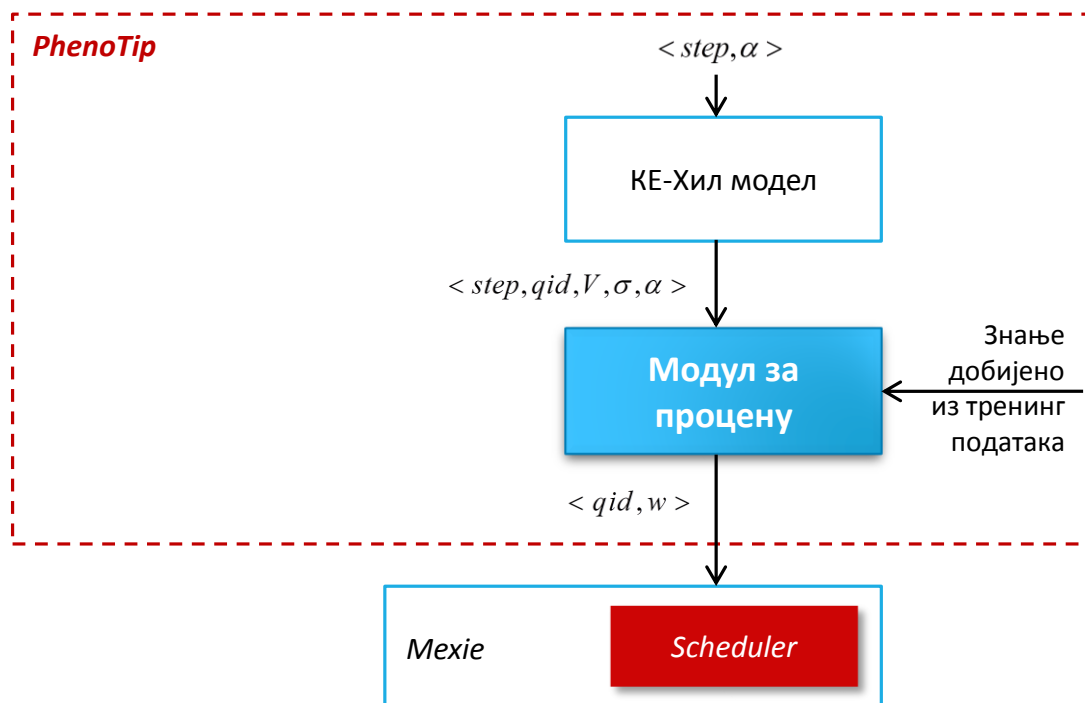 PhenoTip
< step, α >
КЕ-Хил модел
< step, qid, V, σ, α >
Модул за
процену
Знање
добијено
из тренинг
података
< qid, w >
Mexie
Scheduler